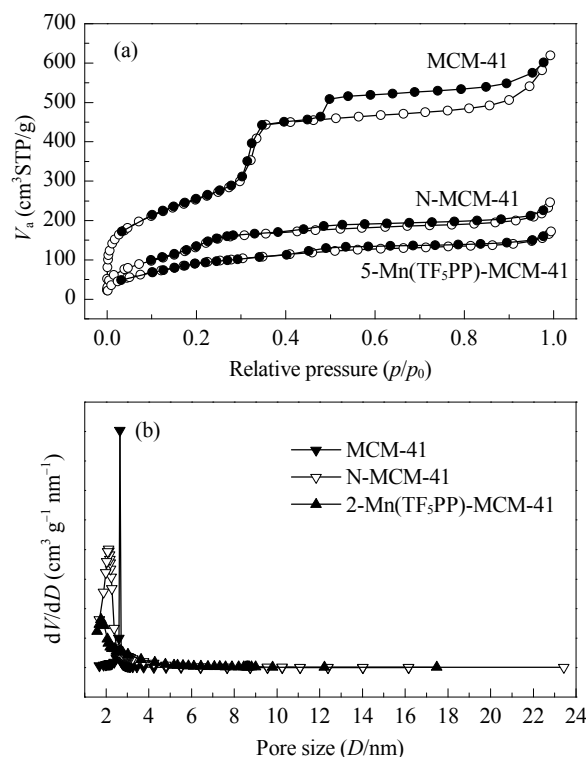 700
600
500
400
300
200
100
0
Vₐ (cm³STP/g)
(a)
MCM-41
N-MCM-41
5-Mn(TF₅PP)-MCM-41
0.0 0.2 0.4 0.6 0.8 1.0
Relative pressure (p/p₀)
(b)
MCM-41
N-MCM-41
2-Mn(TF₅PP)-MCM-41
dV/dD (cm³ g⁻¹ nm⁻¹)
2 4 6 8 10 12 14 16 18 20 22 24
Pore size (D/nm)